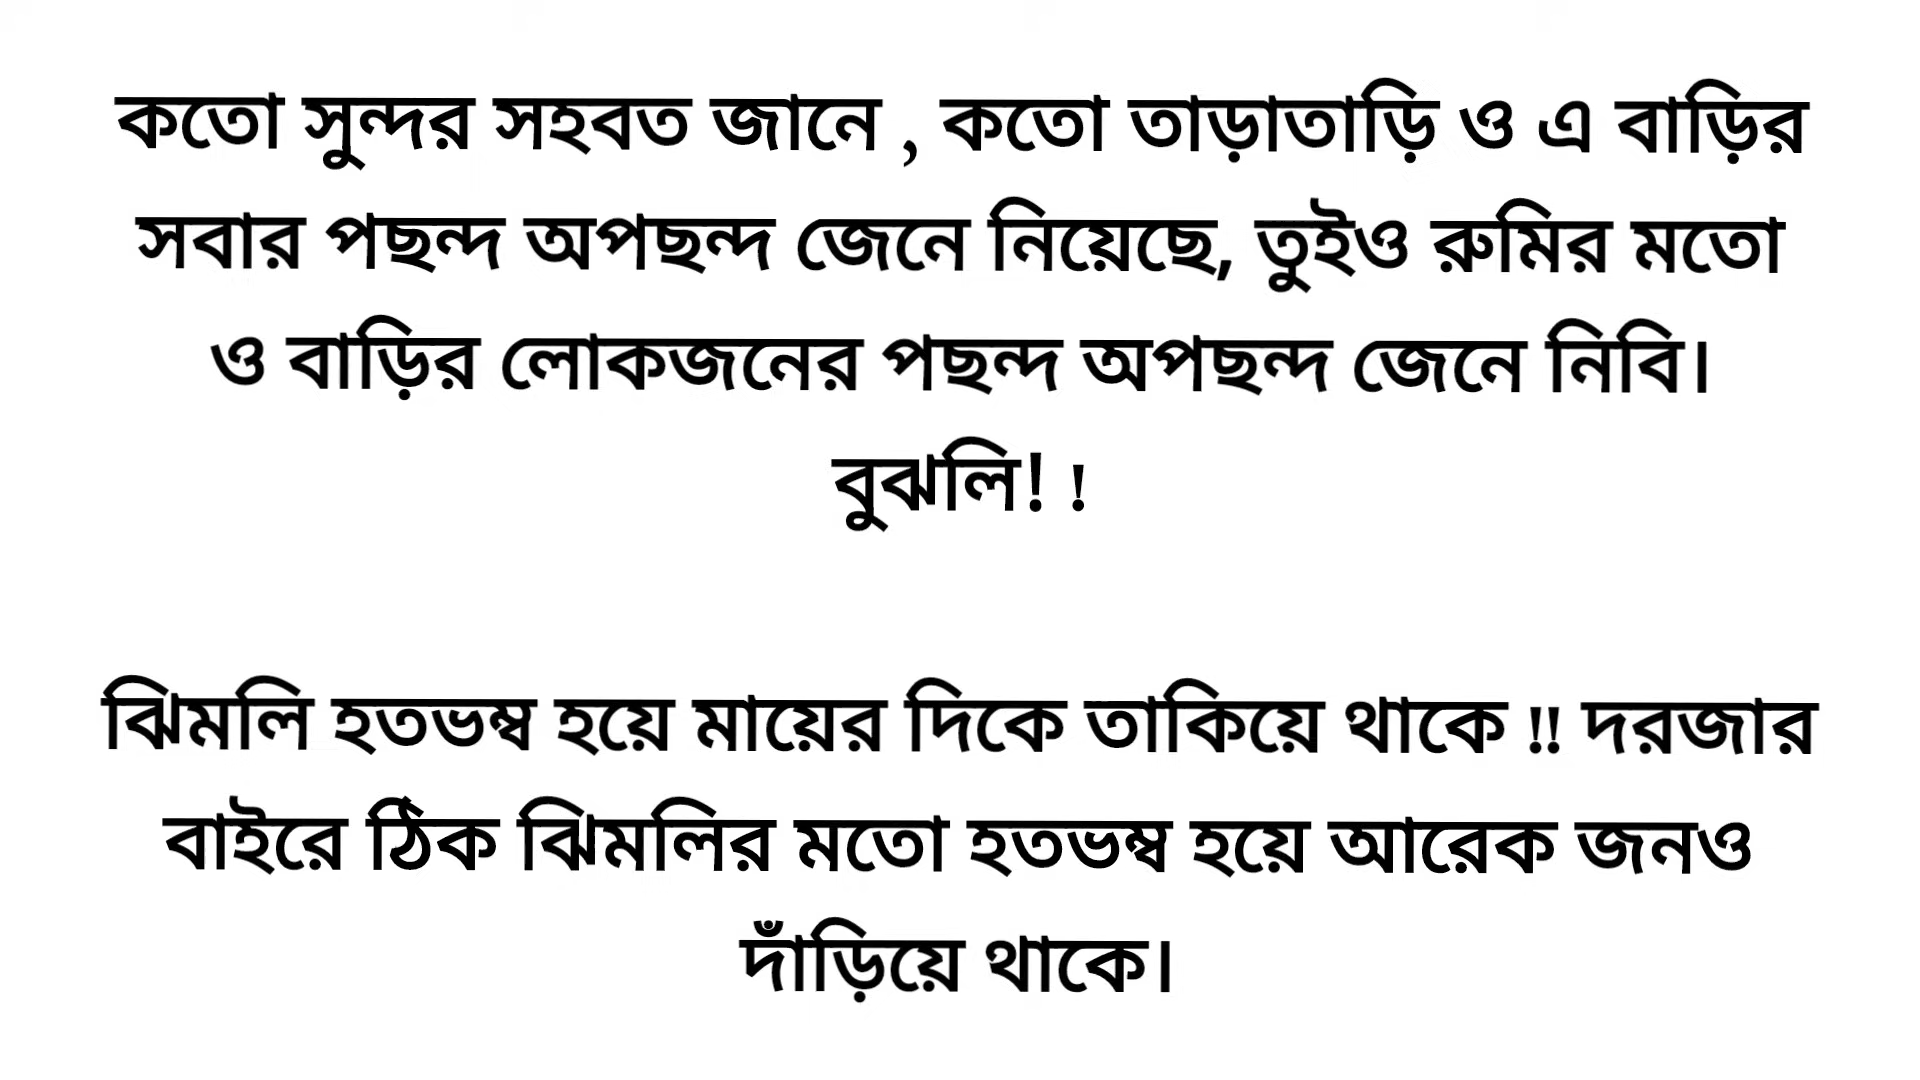 কতো সুন্দর সহবত জানে , কতো তাড়াতাড়ি ও এ বাড়ির
সবার পছন্দ অপছন্দ জেনে নিয়েছে, তুইও রুমির মতো
ও বাড়ির লোকজনের পছন্দ অপছন্দ জেনে নিবি।
বুঝলি! !
ঝিমলি হতভম্ব হয়ে মায়ের দিকে তাকিয়ে থাকে !! দরজার
বাইরে ঠিক ঝিমলির মতো হতভম্ব হয়ে আরেক জনও
দাঁড়িয়ে থাকে।